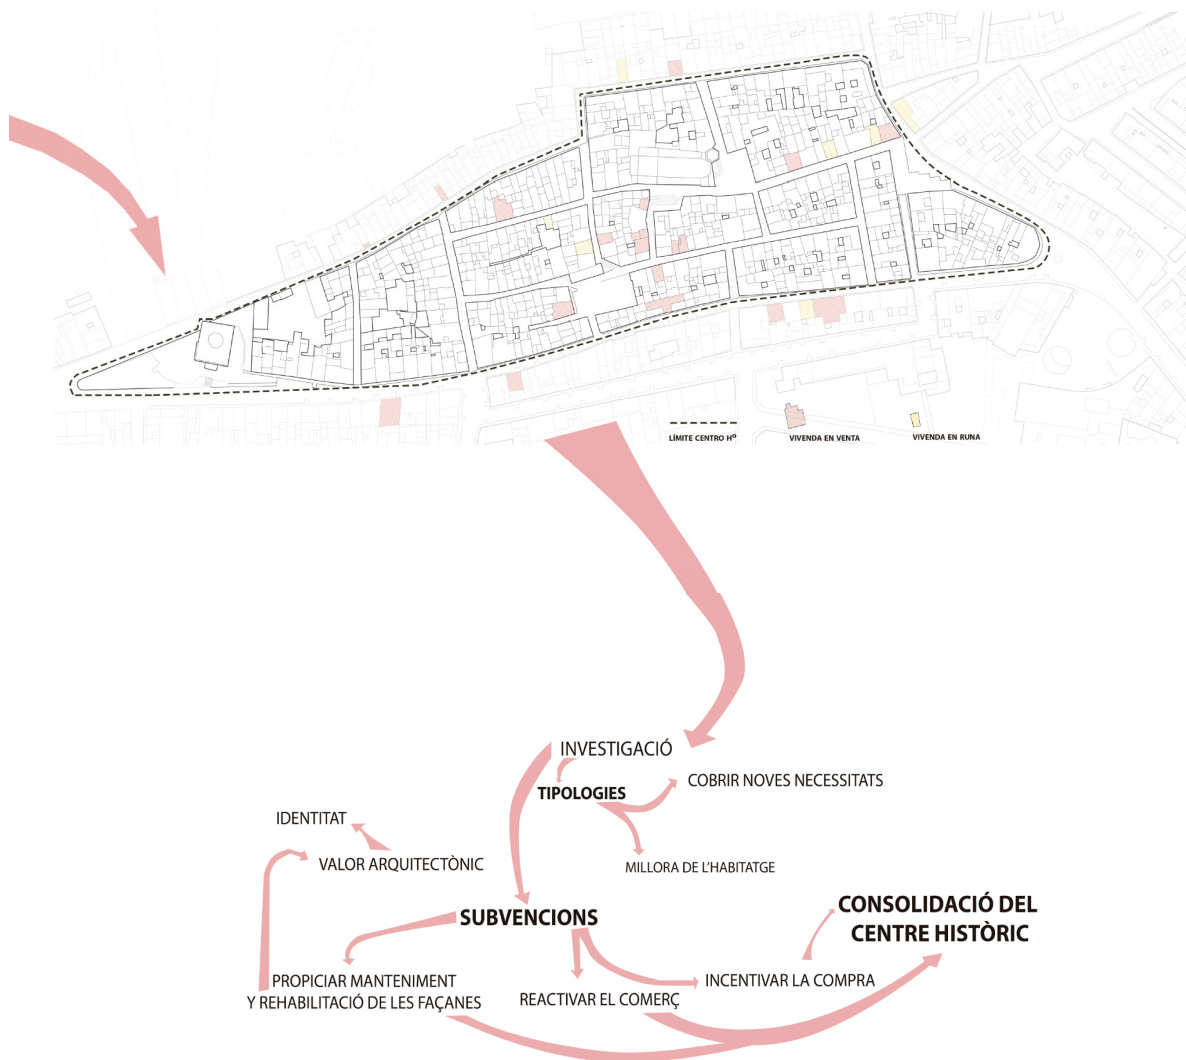 LÍMITE CENTRO Hº
VIVENDA EN VENTA
VIVENDA EN RUNA
INVESTIGACIÓ
TIPOLOGIES
COBRIR NOVES NECESSITATS
IDENTITAT
VALOR ARQUITECTÒNIC
MILLORA DE L'HABITATGE
SUBVENCIONS
CONSOLIDACIÓ DEL
CENTRE HISTÒRIC
PROPICIAR MANTENIMENT
Y REHABILITACIÓ DE LES FAÇANES
REACTIVAR EL COMERÇ
INCENTIVAR LA COMPRA